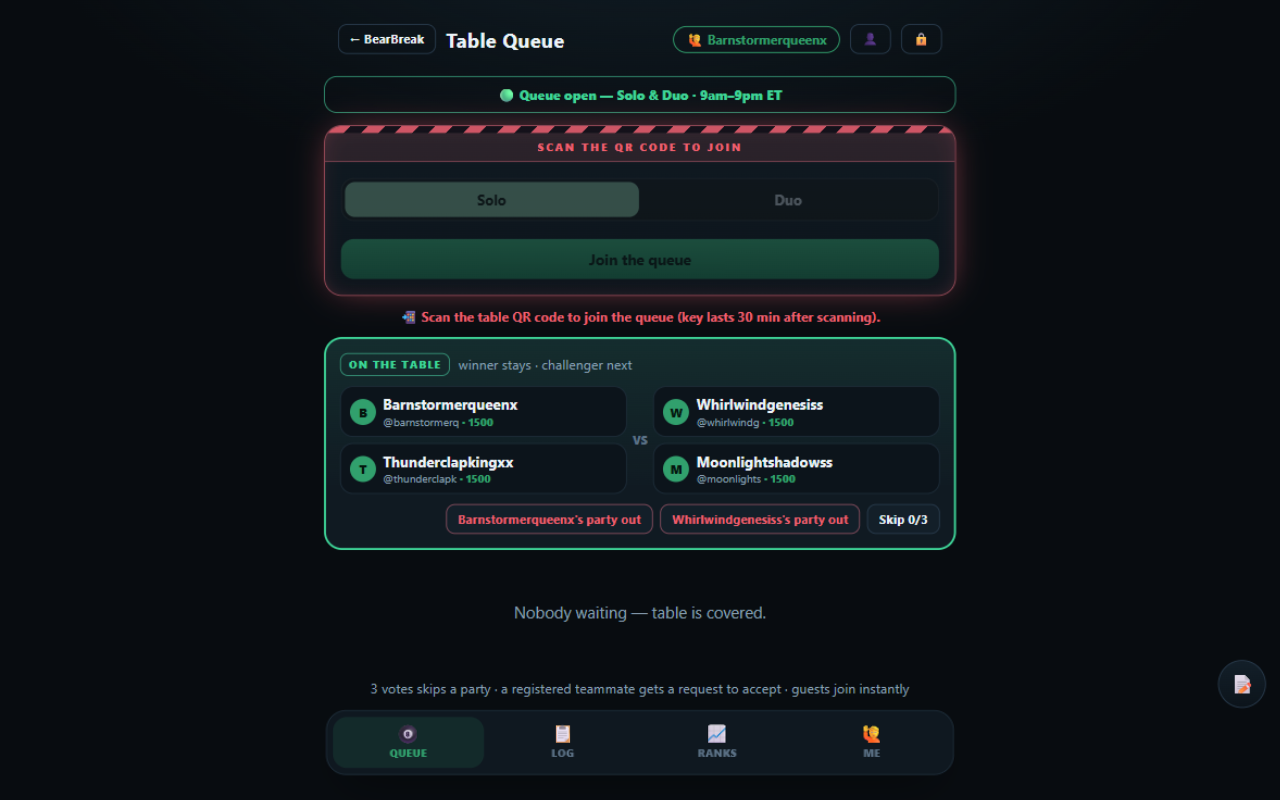 ← BearBreak
Table Queue
Barnstormerqueenx
Queue open — Solo & Duo · 9am–9pm ET
SCAN THE QR CODE TO JOIN
Solo
Duo
Join the queue
Scan the table QR code to join the queue (key lasts 30 min after scanning).
ON THE TABLE
winner stays · challenger next
Barnstormerqueenx
@barnstormerq · 1500
Thunderclapkingxx
@thunderclapk · 1500
VS
Whirlwindgenesiss
@whirlwindg · 1500
Moonlightshadowss
@moonlights · 1500
Barnstormerqueenx's party out
Whirlwindgenesiss's party out
Skip 0/3
Nobody waiting — table is covered.
3 votes skips a party · a registered teammate gets a request to accept · guests join instantly
QUEUE
LOG
RANKS
ME